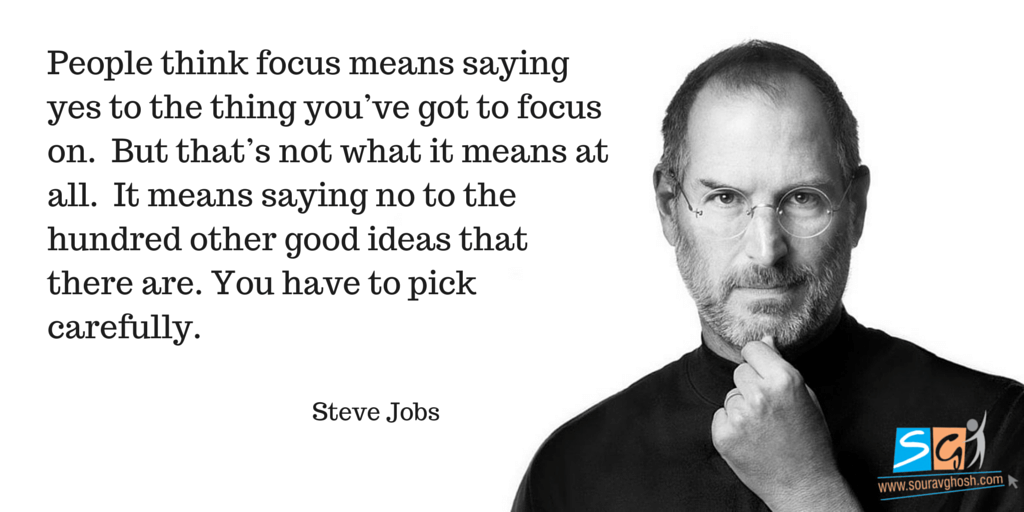 People think focus means saying
yes to the thing you’ve got to focus
on.  But that’s not what it means at
all.  It means saying no to the
hundred other good ideas that
there are. You have to pick
carefully.
Steve Jobs
SG
www.souravghosh.com